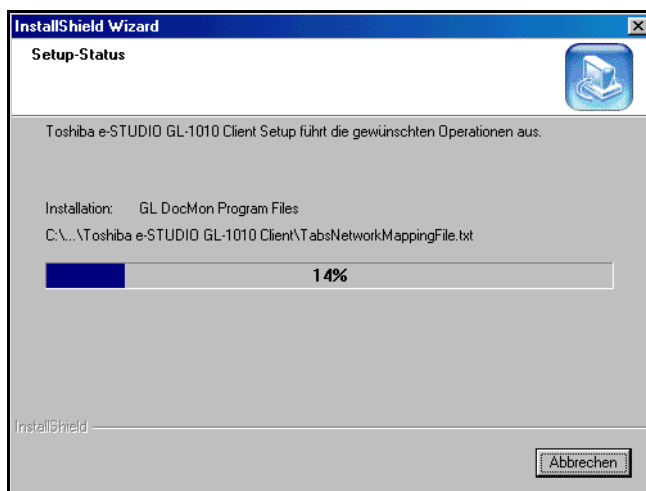 InstallShield Wizard
Setup-Status
Toshiba e-STUDIO GL-1010 Client Setup führt die gewünschten Operationen aus.
Installation: GL DocMon Program Files
C:\...\Toshiba e-STUDIO GL-1010 Client\TabsNetworkMappingFile.txt
14%
InstallShield
Abbrechen